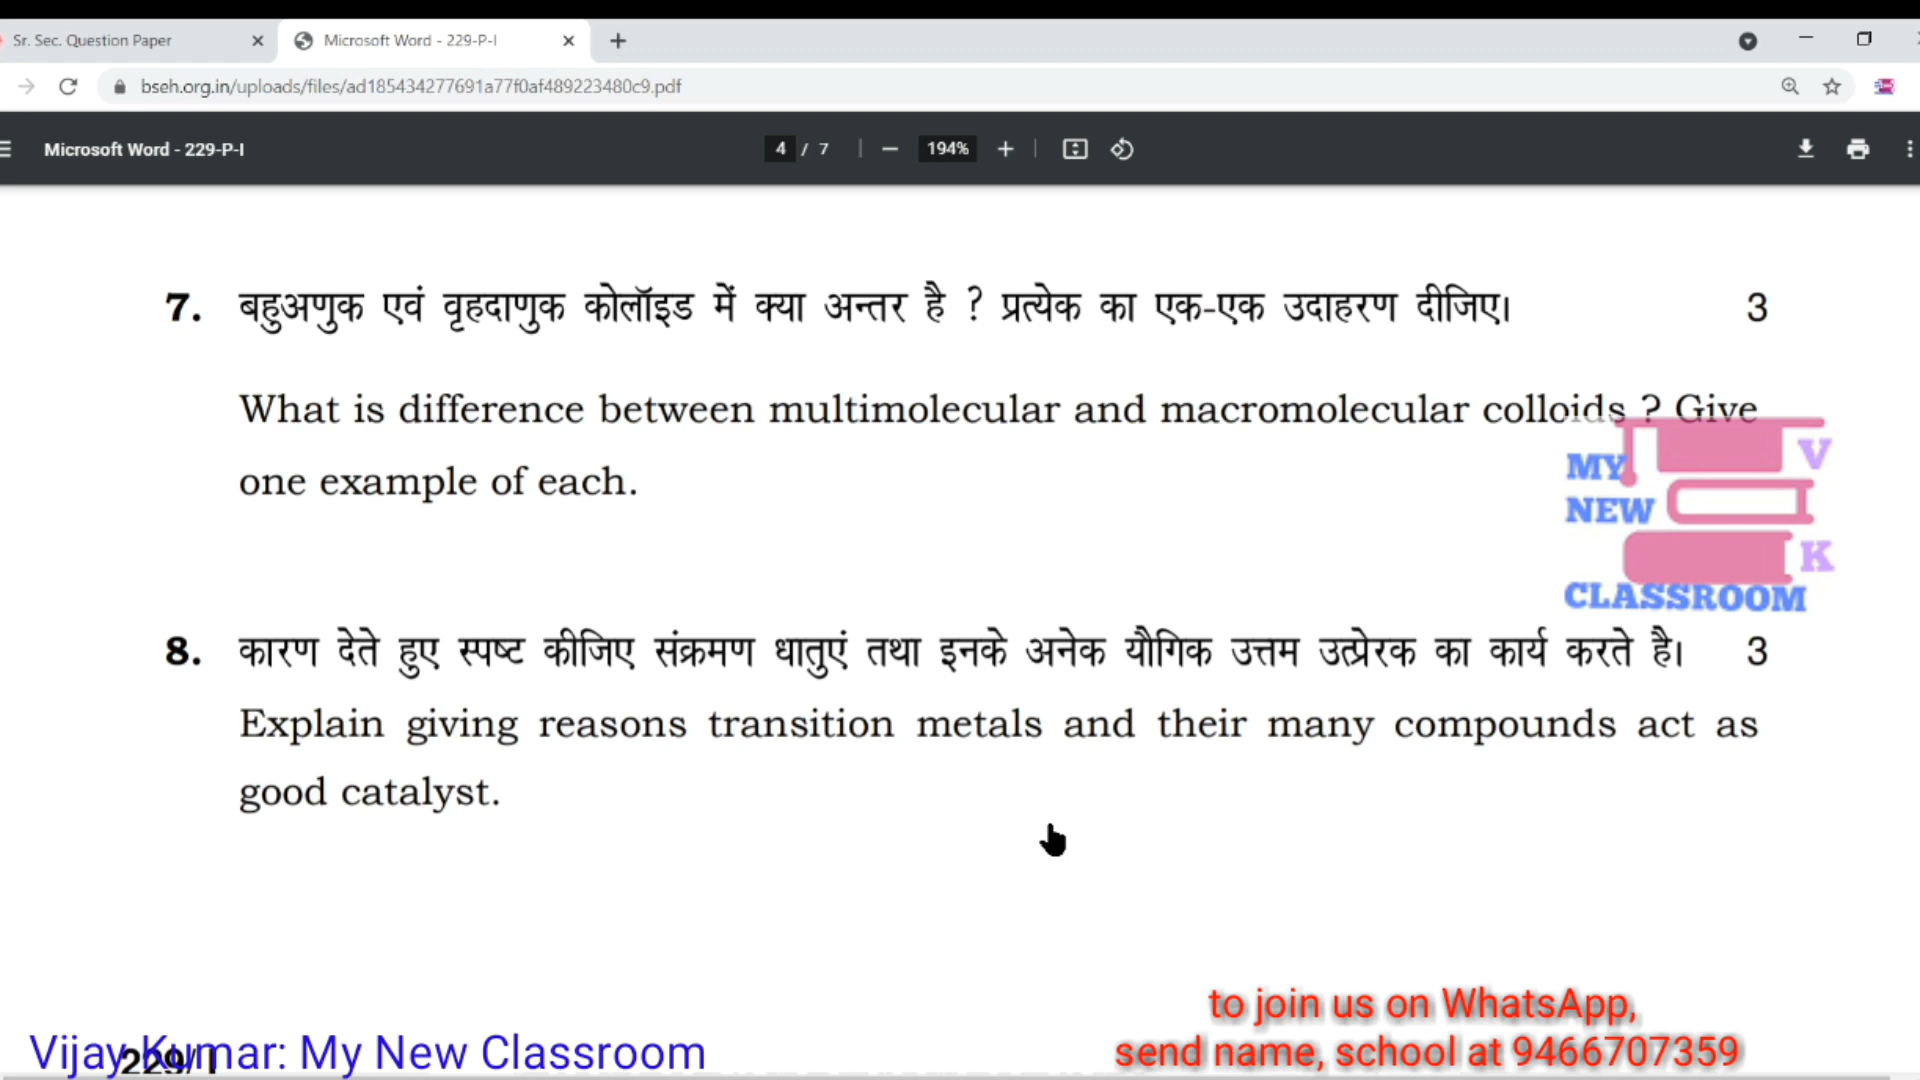 Sr. Sec. Question Paper
Microsoft Word - 229-P-I
bseh.org.in/uploads/files/ad185434277691a77f0af489223480c9.pdf
Microsoft Word - 229-P-I
4 / 7
194%
7. बहुअणुक एवं वृहदाणुक कोलॉइड में क्या अन्तर है ? प्रत्येक का एक-एक उदाहरण दीजिए। 3
What is difference between multimolecular and macromolecular colloids ? Give
one example of each.
MY V
NEW
K
CLASSROOM
8. कारण देते हुए स्पष्ट कीजिए संक्रमण धातुएं तथा इनके अनेक यौगिक उत्तम उत्प्रेरक का कार्य करते है। 3
Explain giving reasons transition metals and their many compounds act as
good catalyst.
to join us on WhatsApp,
send name, school at 9466707359
Vijay Kumar: My New Classroom
229/I